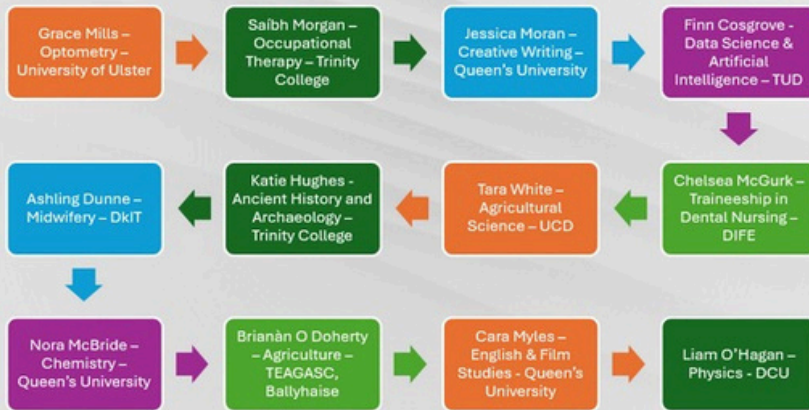 Grace Mills –
Optometry –
University of Ulster
Saíbh Morgan –
Occupational
Therapy – Trinity
College
Jessica Moran –
Creative Writing –
Queen's University
Finn Cosgrove -
Data Science &
Artificial
Intelligence – TUD
Chelsea McGurk –
Traineeship in
Dental Nursing –
DIFE
Tara White –
Agricultural
Science – UCD
Katie Hughes -
Ancient History and
Archaeology –
Trinity College
Ashling Dunne –
Midwifery – DkIT
Nora McBride –
Chemistry –
Queen's University
Brianàn O Doherty
– Agriculture –
TEAGASC,
Ballyhaise
Cara Myles –
English & Film
Studies - Queen's
University
Liam O'Hagan –
Physics - DCU